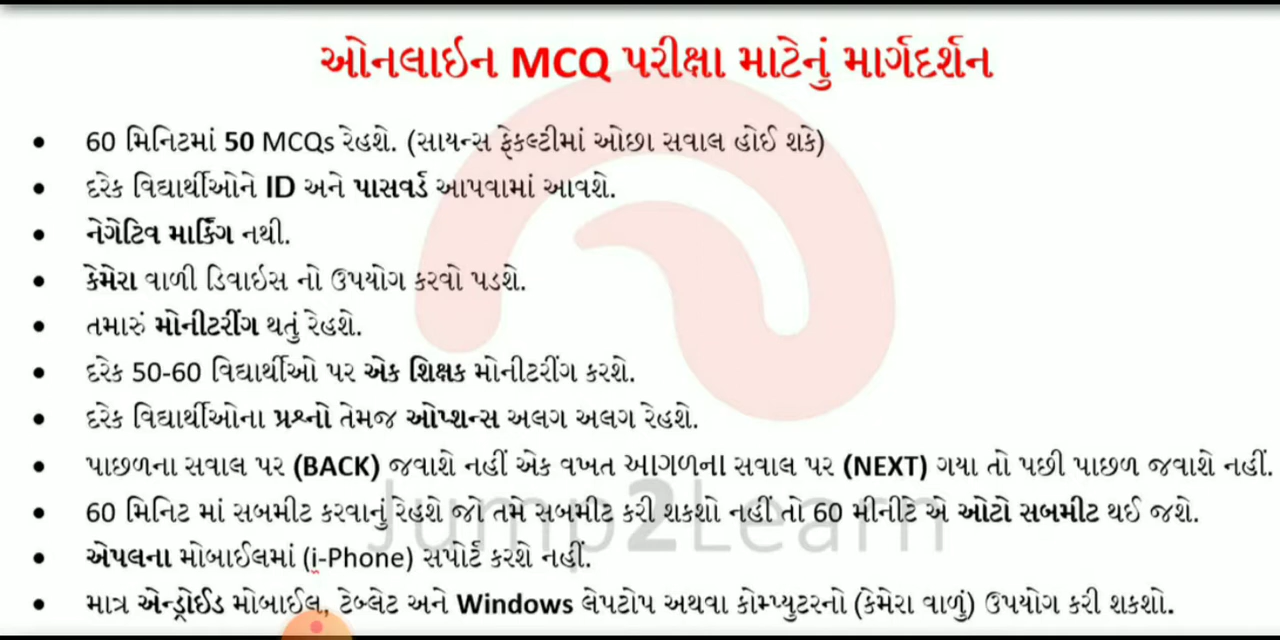 ઓનલાઇન MCQ પરીક્ષા માટેનું માર્ગદર્શન
• 60 મિનિટમાં 50 MCQs રેહશે. (સાયન્સ ફેકલ્ટીમાં ઓછા સવાલ હોઈ શકે)
• દરેક વિદ્યાર્થીઓને ID અને પાસવર્ડ આપવામાં આવશે.
• નેગેટિવ માર્કિંગ નથી.
• કેમેરા વાળી ડિવાઇસ નો ઉપયોગ કરવો પડશે.
• તમારું મોનીટરીંગ થતું રેહશે.
• દરેક 50-60 વિદ્યાર્થીઓ પર એક શિક્ષક મોનીટરીંગ કરશે.
• દરેક વિદ્યાર્થીઓના પ્રશ્નો તેમજ ઓપ્શન્સ અલગ અલગ રેહશે.
• પાછળના સવાલ પર (BACK) જવાશે નહીં એક વખત આગળના સવાલ પર (NEXT) ગયા તો પછી પાછળ જવાશે નહીં.
• 60 મિનિટ માં સબમીટ કરવાનું રેહશે જો તમે સબમીટ કરી શકશો નહીં તો 60 મીનીટે એ ઓટો સબમીટ થઈ જશે.
Jump2Learn
• એપલના મોબાઈલમાં (i-Phone) સપોર્ટ કરશે નહીં.
• માત્ર એન્ડ્રોઈડ મોબાઈલ, ટેબ્લેટ અને Windows લેપટોપ અથવા કોમ્પ્યુટરનો (કેમેરા વાળું) ઉપયોગ કરી શકશો.